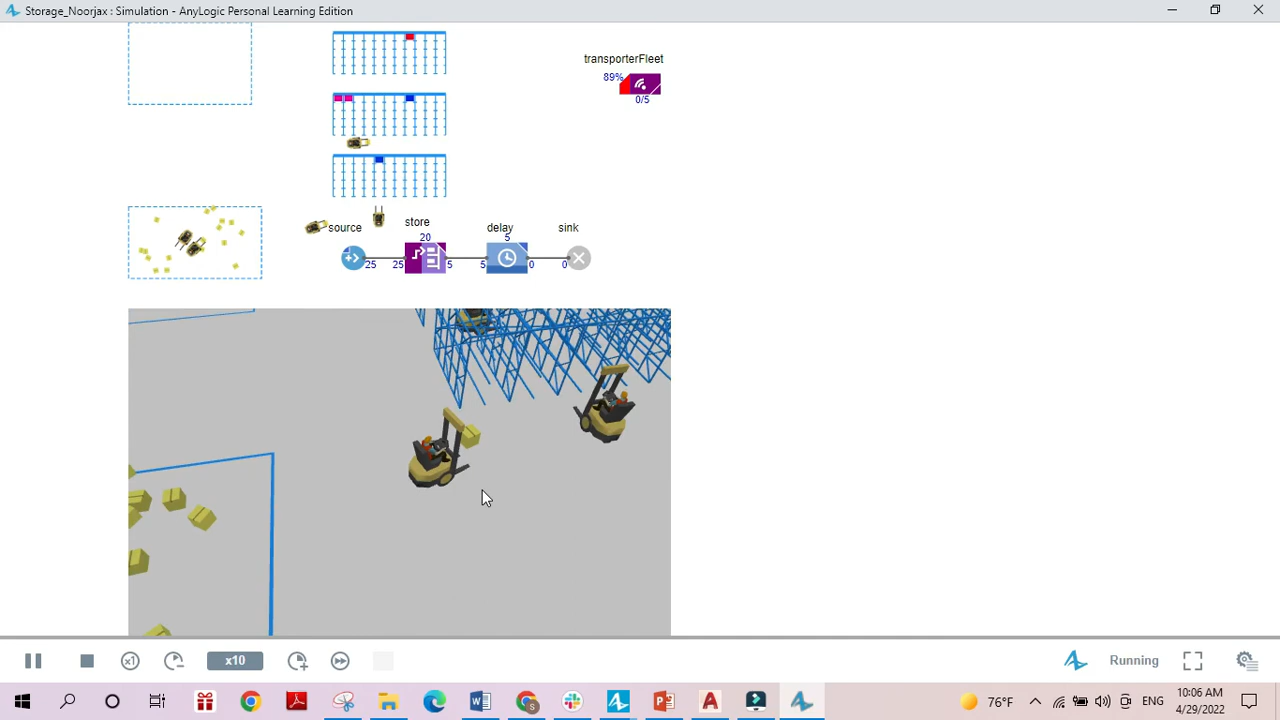 Storage_Noorjax : Simulation - AnyLogic Personal Learning Edition
transporterFleet
89%
0/5
source
store
delay
sink
20
5
25
25
5
5
0
0
x1
x10
Running
76°F
ENG
10:06 AM
4/29/2022